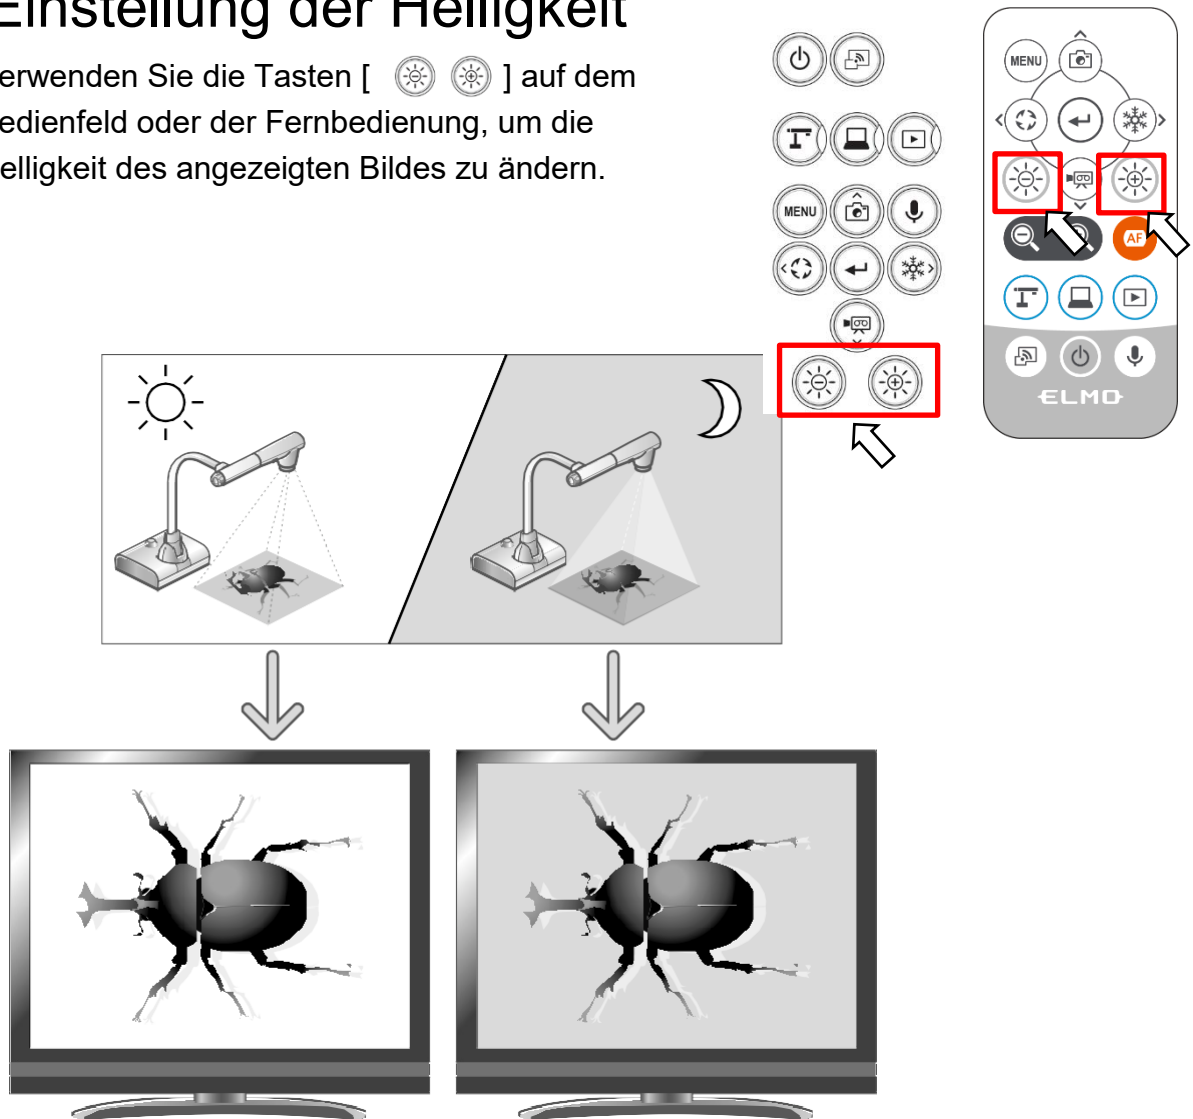 Einstellung der Helligkeit
erwenden Sie die Tasten [ ] auf dem
edienfeld oder der Fernbedienung, um die
elligkeit des angezeigten Bildes zu ändern.
MENU
MENU
AF
ELMO